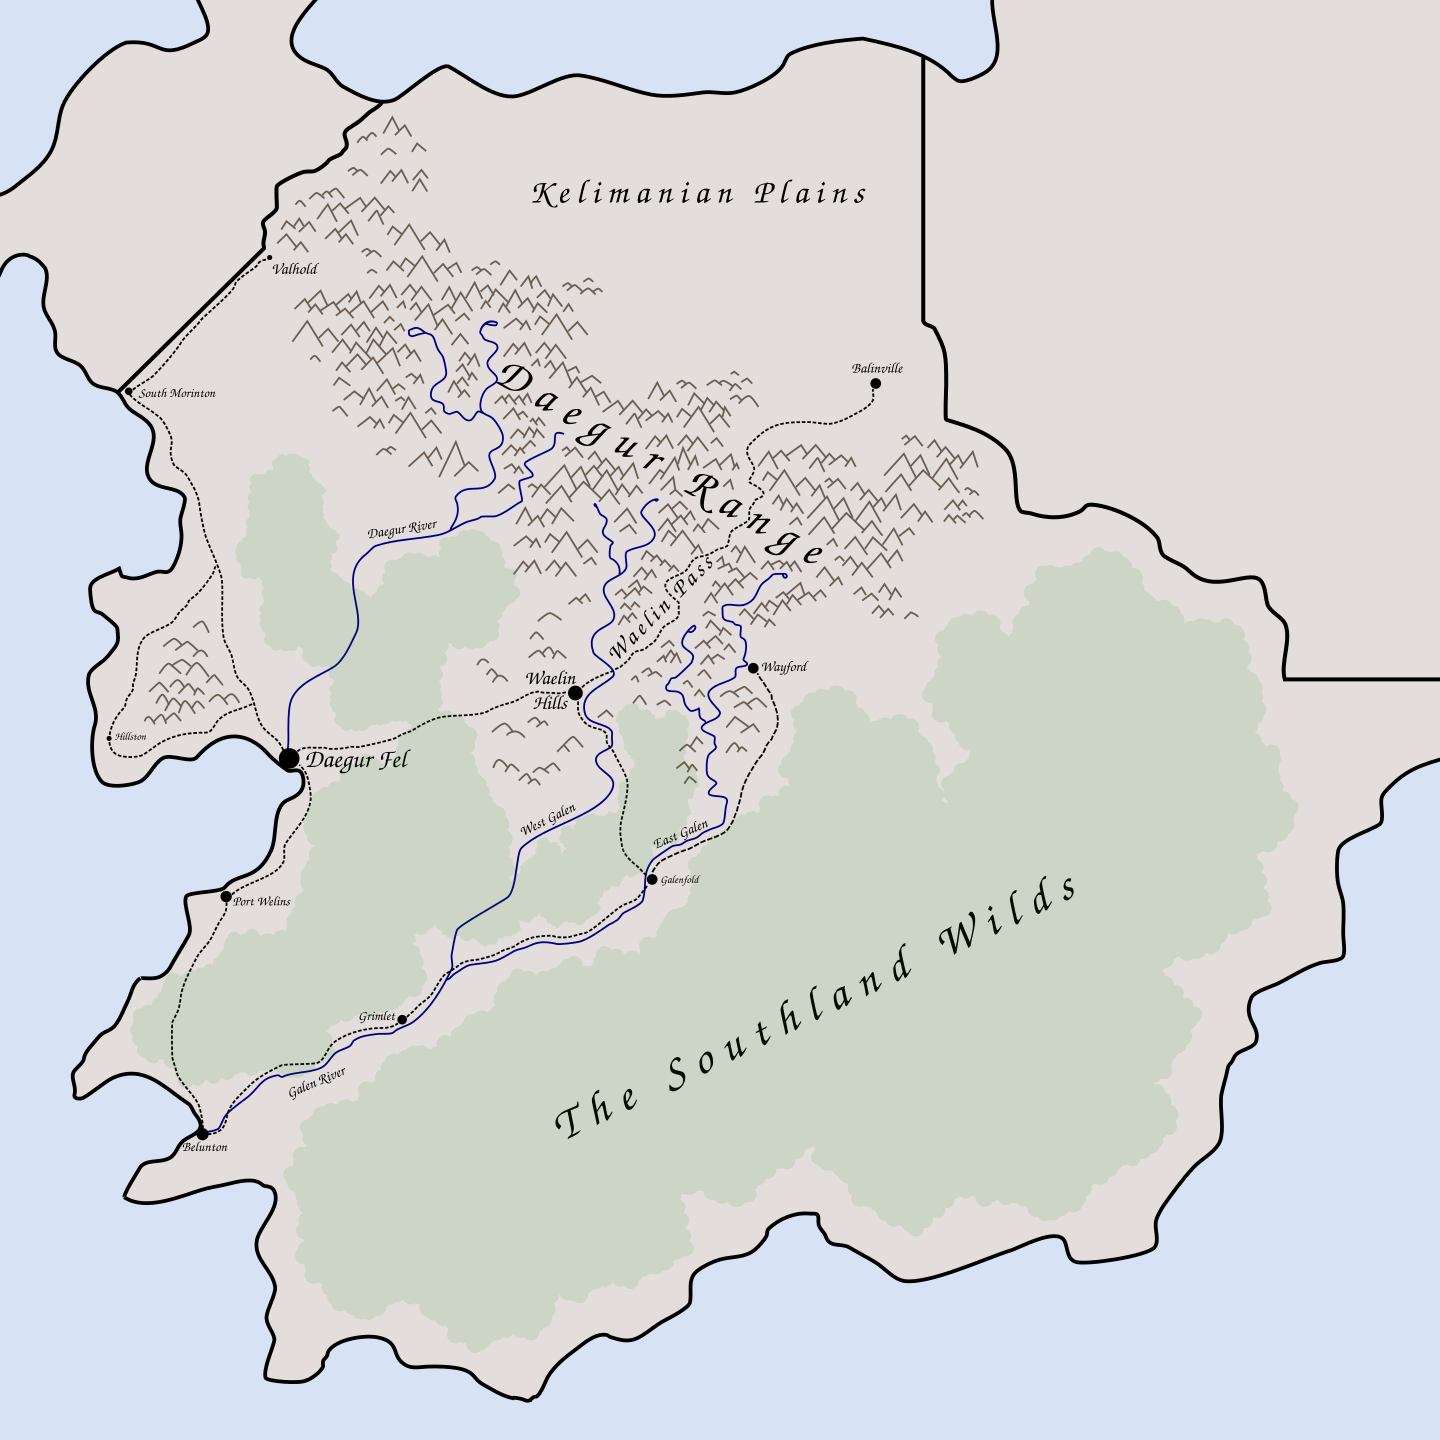 Kelimanian Plains
Valhold
Balinville
South Morinton
Daegur Range
Daegur River
Waelin Pass
Wayford
Waelin
Hills
Hillston
Daegur Fel
West Galen
East Galen
Galenfold
Port Welins
The Southland Wilds
Grimlet
Galen River
Belunton